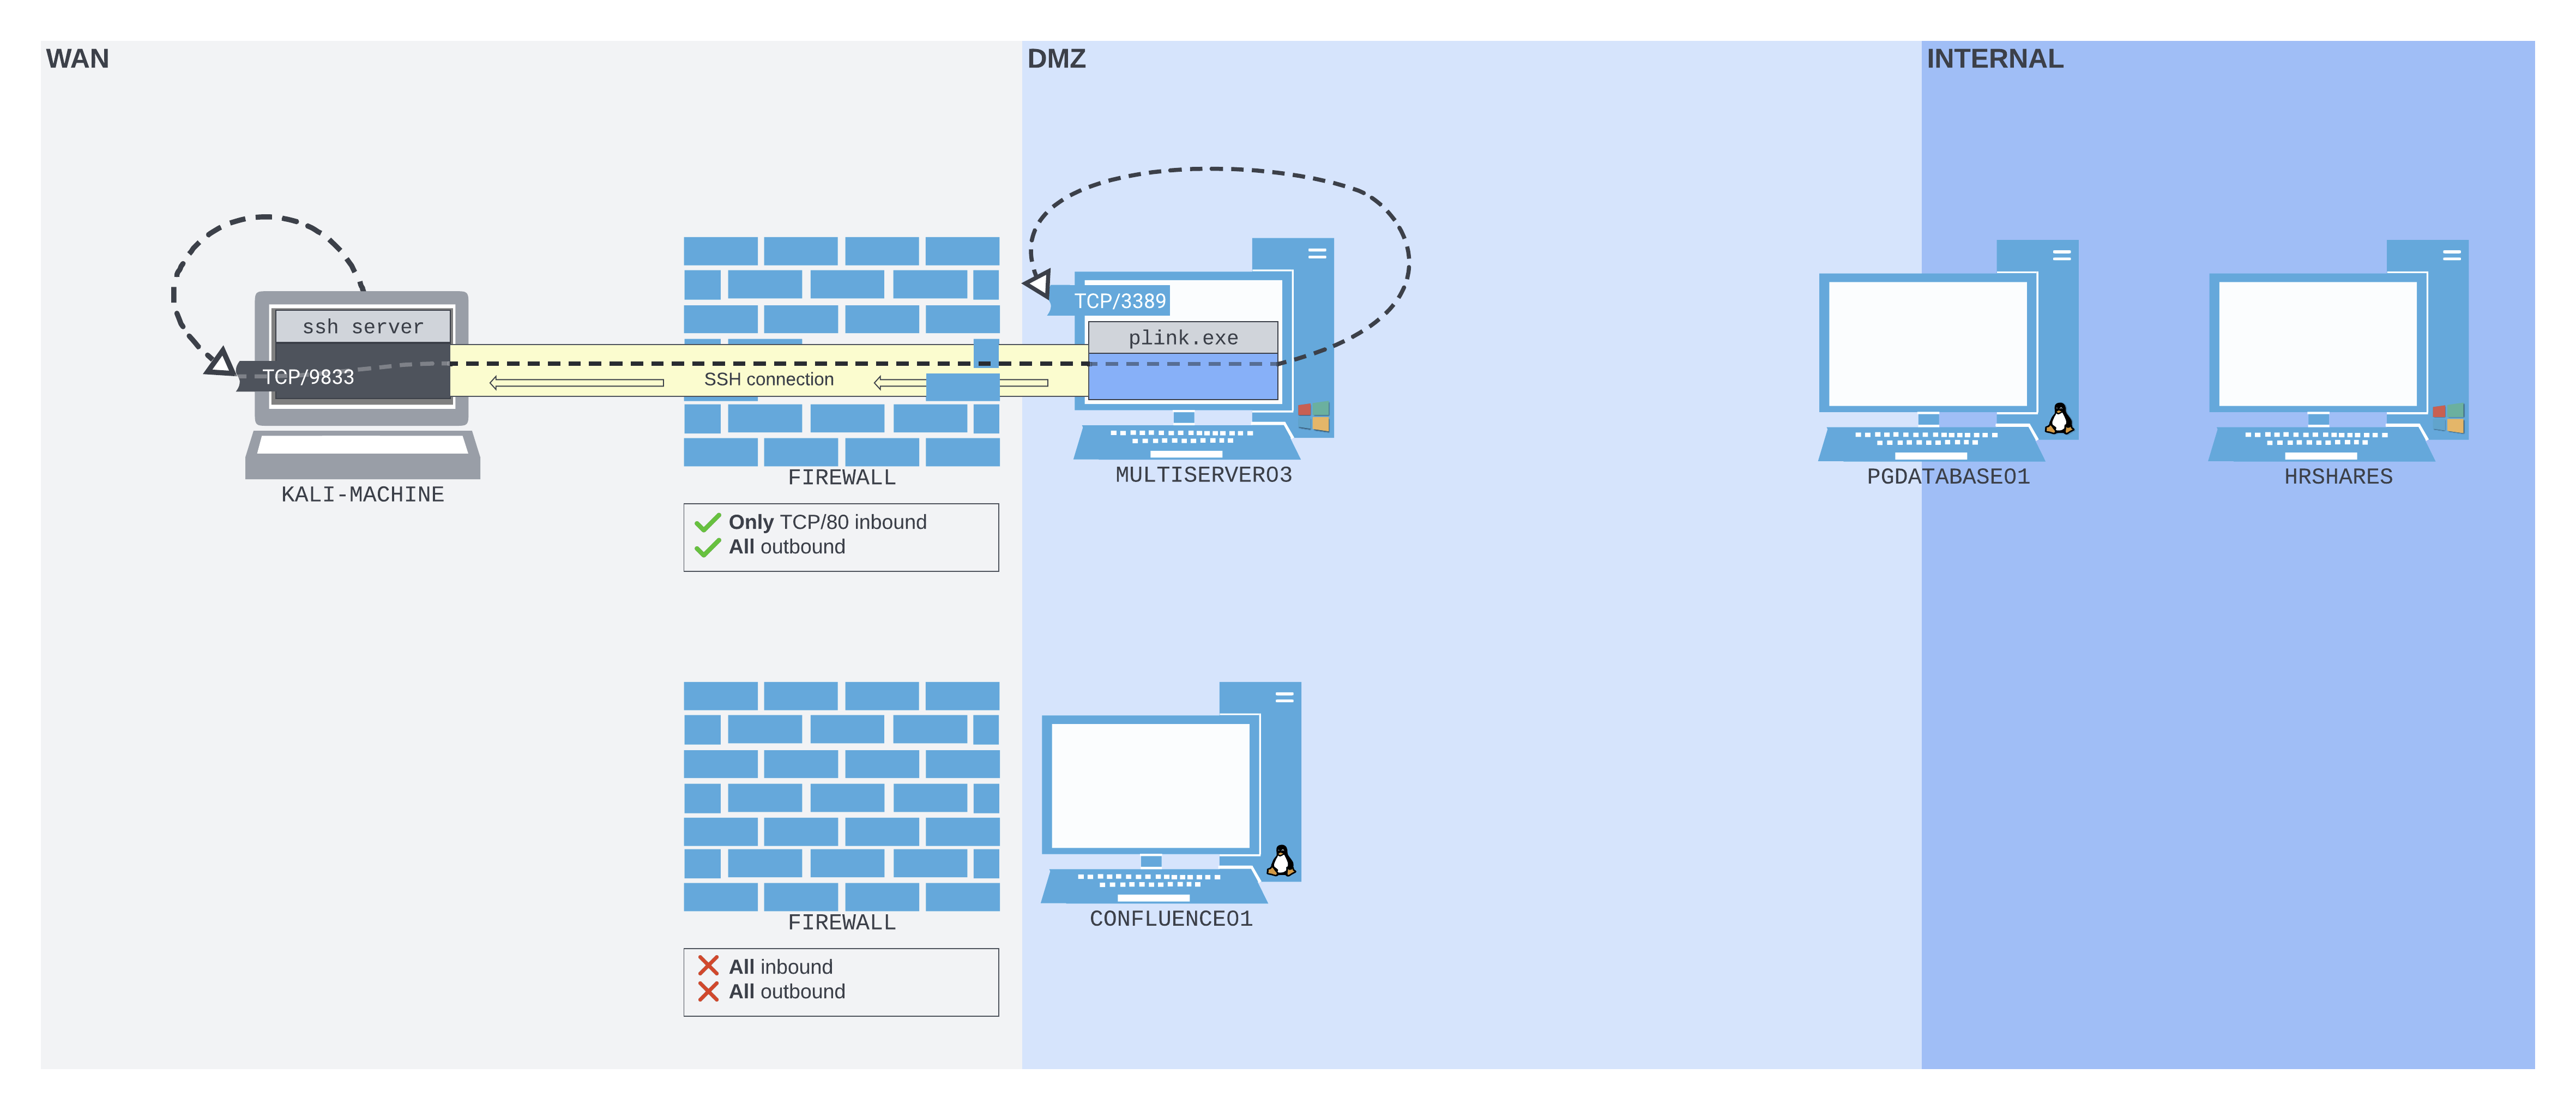 WAN
DMZ
INTERNAL
ssh server
TCP/9833
SSH connection
TCP/3389
plink.exe
KALI-MACHINE
FIREWALL
MULTISERVER03
PGDATABASE01
HRSHARES
Only TCP/80 inbound
All outbound
FIREWALL
CONFLUENCE01
All inbound
All outbound